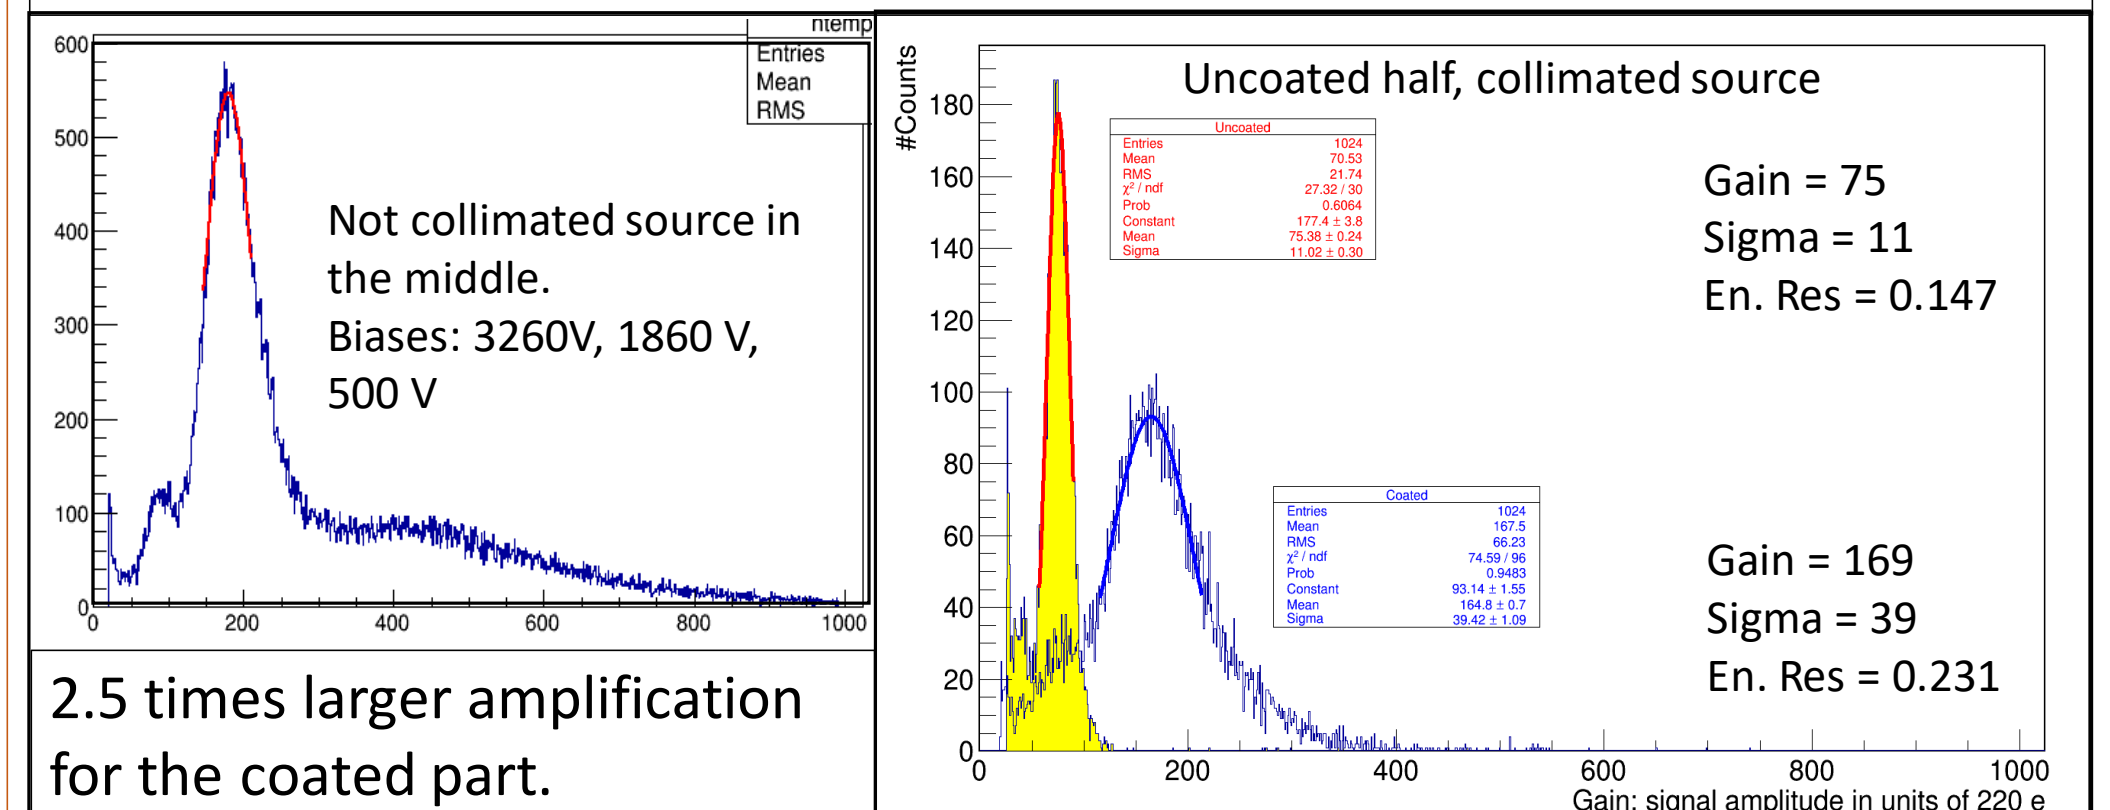 ntemp
Entries
Mean
RMS
600
500
400
300
200
100
0
0 200 400 600 800 1000
Not collimated source in
the middle.
Biases: 3260V, 1860 V,
500 V
2.5 times larger amplification
for the coated part.
#Counts
180
160
140
120
100
80
60
40
20
0
0 200 400 600 800 1000
Gain: signal amplitude in units of 220 e
Uncoated half, collimated source
Uncoated
Entries 1024
Mean 70.53
RMS 21.74
χ² / ndf 27.32 / 30
Prob 0.6064
Constant 177.4 ± 3.8
Mean 75.38 ± 0.24
Sigma 11.02 ± 0.30
Gain = 75
Sigma = 11
En. Res = 0.147
Coated
Entries 1024
Mean 167.5
RMS 66.23
χ² / ndf 74.59 / 96
Prob 0.9483
Constant 93.14 ± 1.55
Mean 164.8 ± 0.7
Sigma 39.42 ± 1.09
Gain = 169
Sigma = 39
En. Res = 0.231